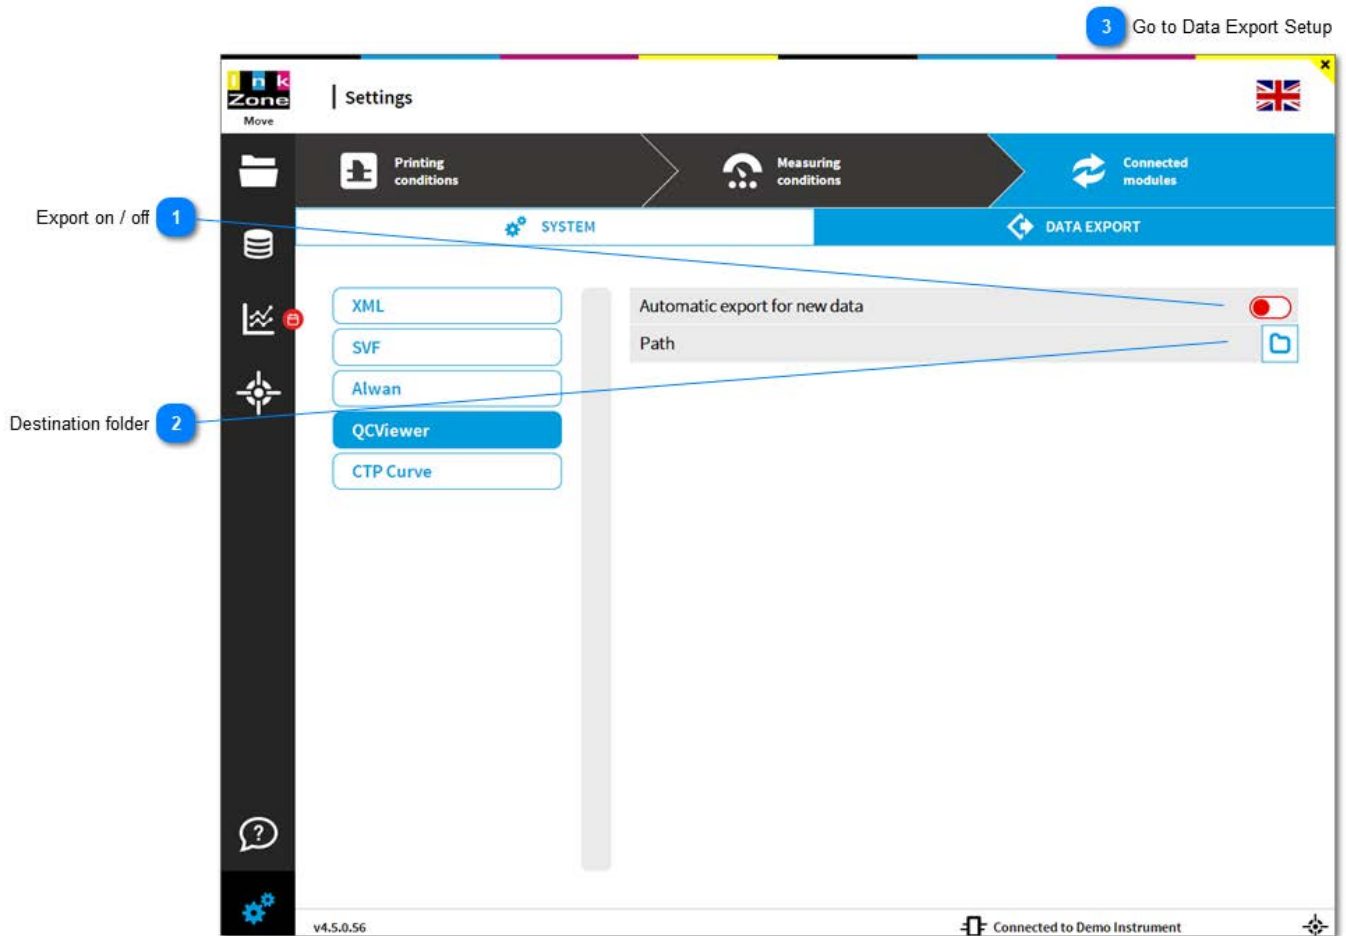 3 Go to Data Export Setup
Ink
Zone
Move
Settings
x
Printing
conditions
Measuring
conditions
Connected
modules
Export on / off 1
SYSTEM
DATA EXPORT
XML
Automatic export for new data
SVF
Path
Alwan
Destination folder 2
QCViewer
CTP Curve
?
v4.5.0.56
Connected to Demo Instrument